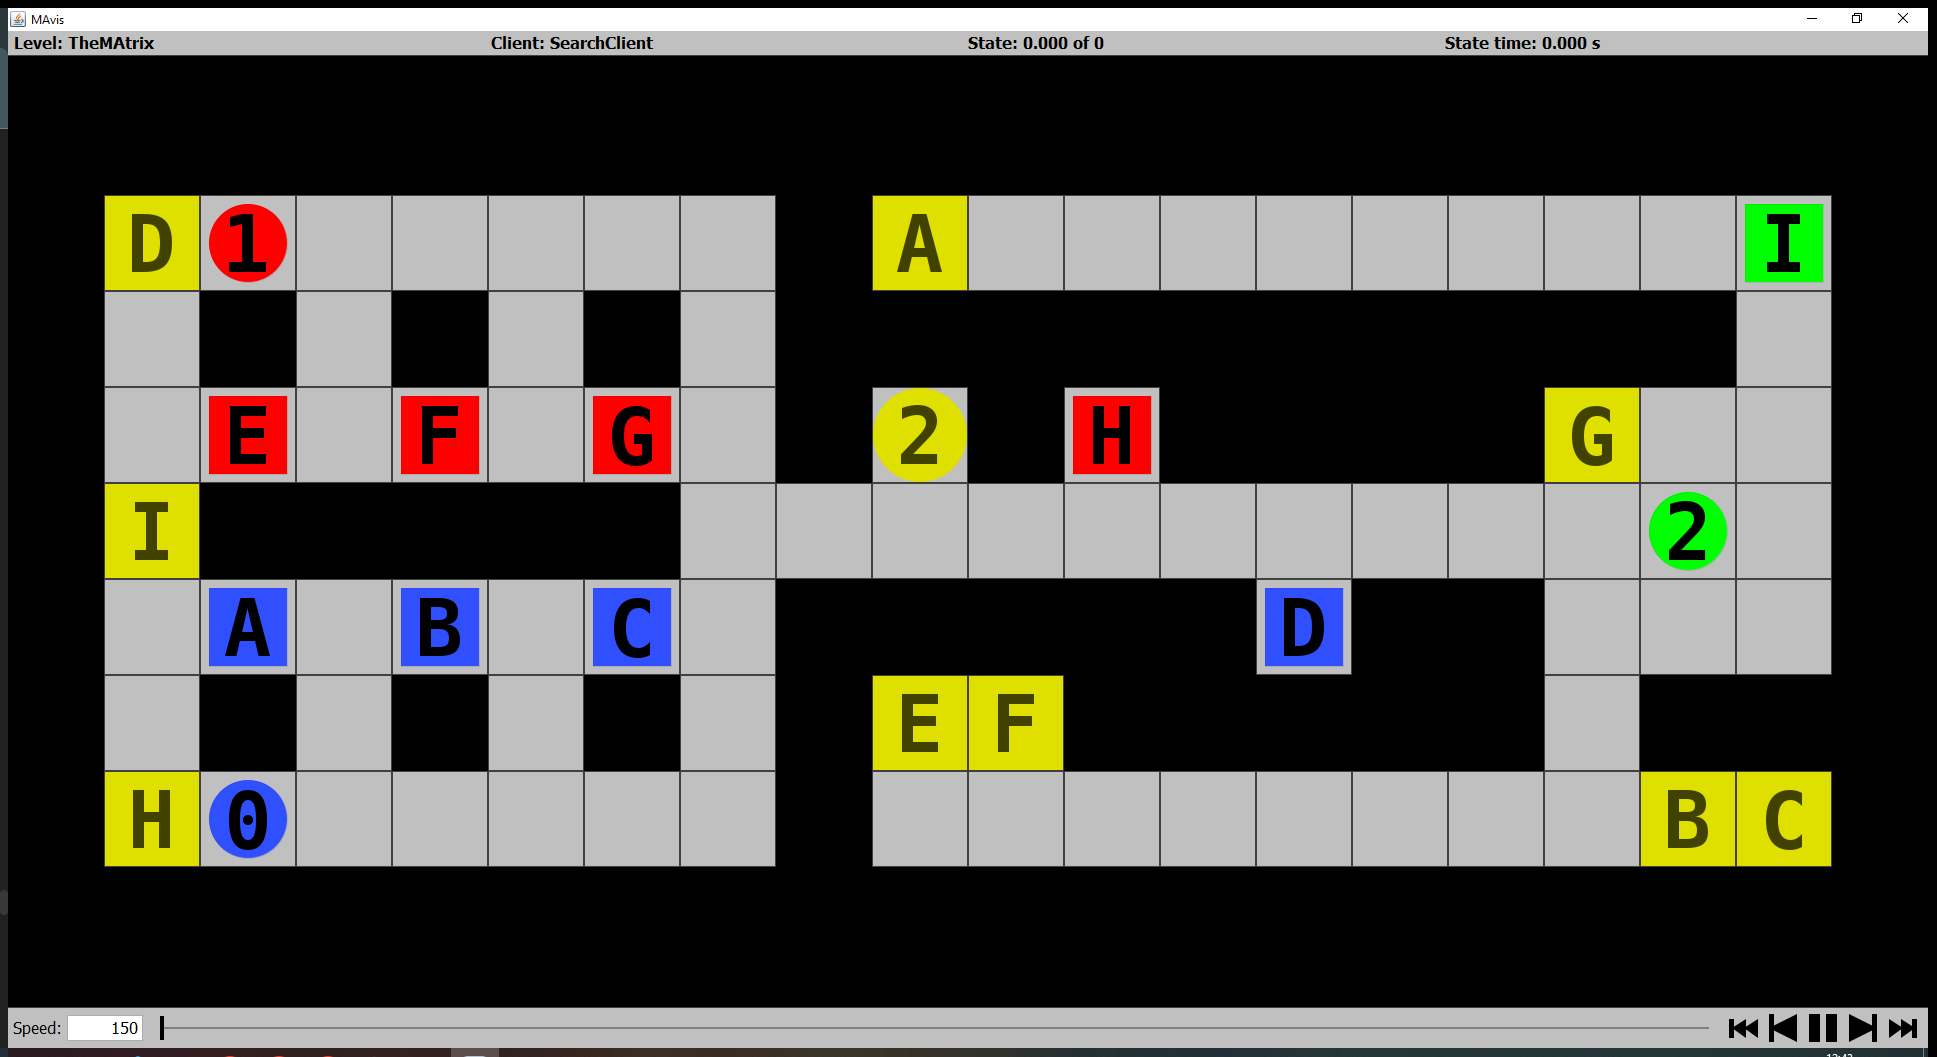 MAvis
Level: TheMAtrix Client: SearchClient State: 0.000 of 0 State time: 0.000 s
D 1 A I
E F G 2 H G
I 2
A B C D
E F
H 0 B C
Speed: 150